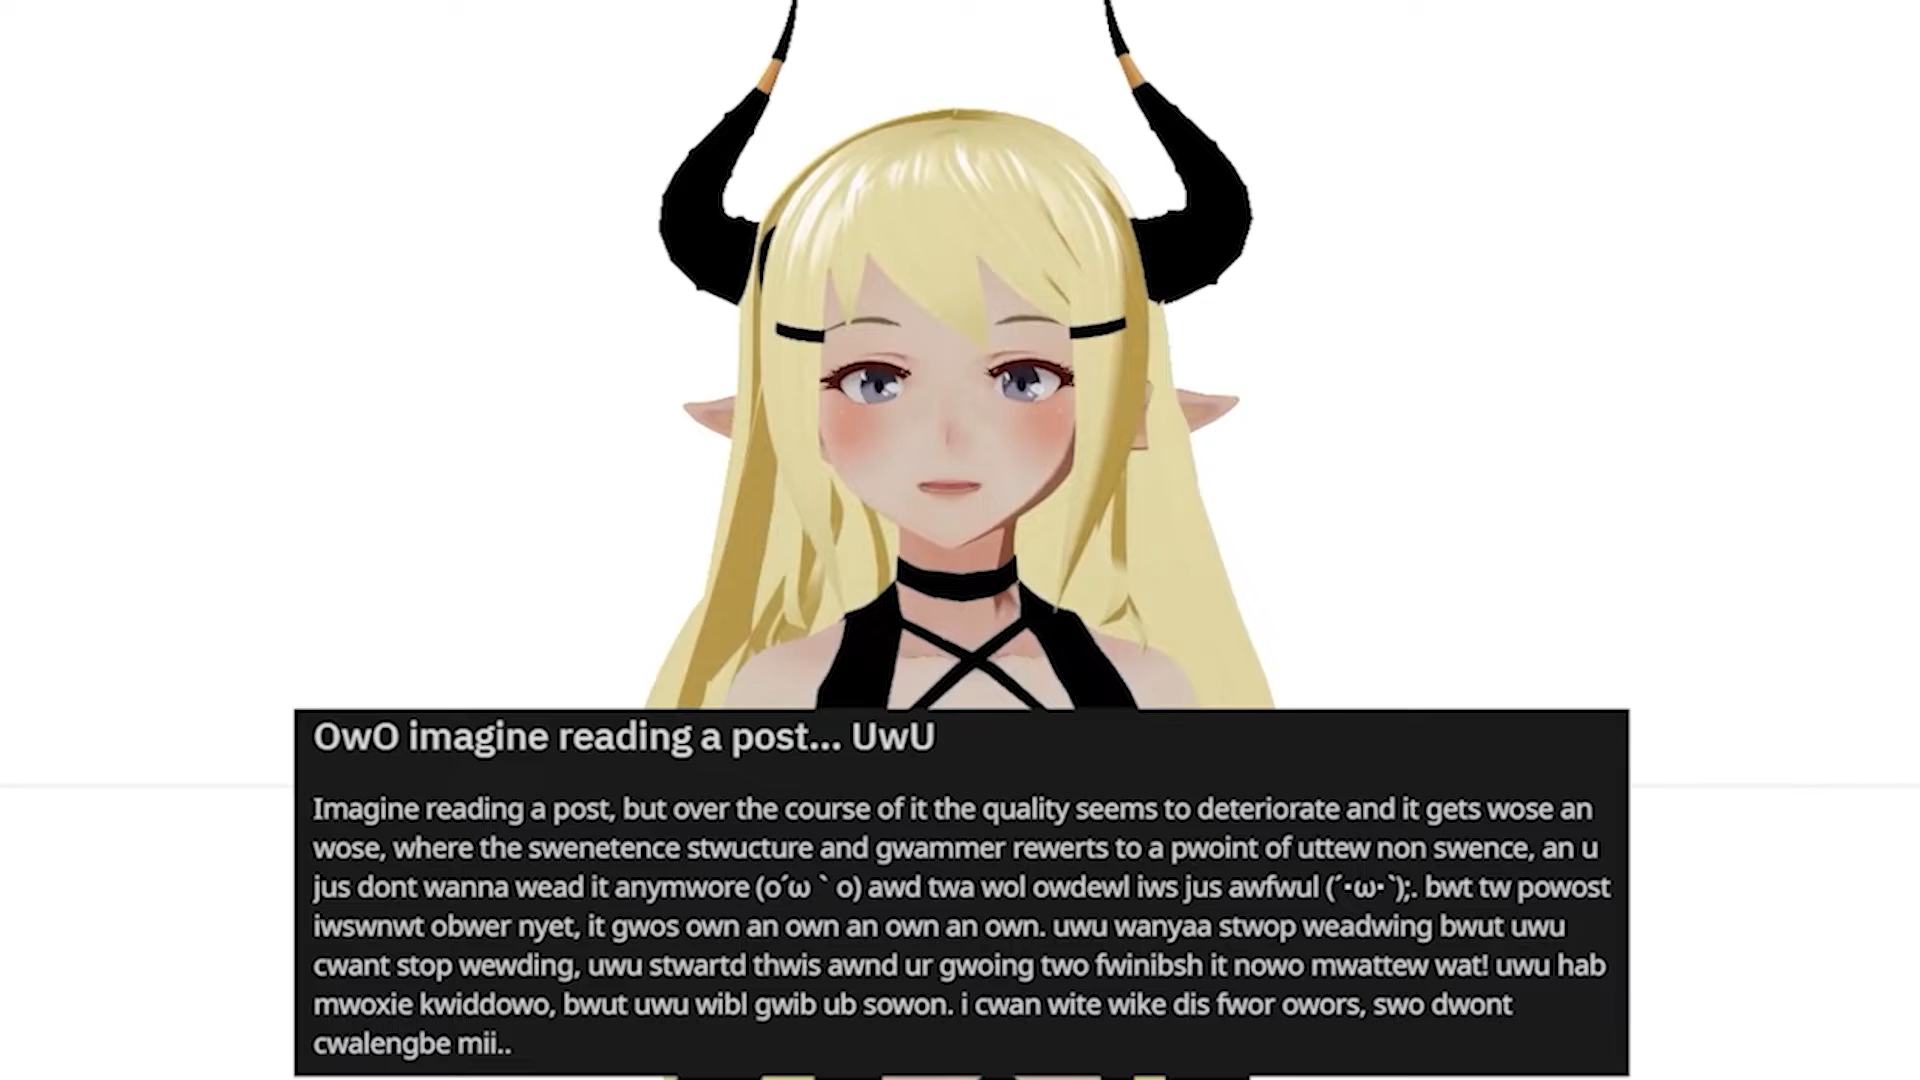 OwO imagine reading a post... UwU
Imagine reading a post, but over the course of it the quality seems to deteriorate and it gets wose an
wose, where the swenetence stwucture and gwammer rewerts to a pwoint of uttew non swence, an u
jus dont wanna wead it anymwore (o´ω｀o) awd twa wol owdewl iws jus awfwul (´･ω･`);. bwt tw powost
iwswnwt obwer nyet, it gwos own an own an own an own. uwu wanyaa stwop weadwing bwut uwu
cwant stop wewding, uwu stwartd thwis awnd ur gwoing two fwinibsh it nowo mwattew wat! uwu hab
mwoxie kwiddowo, bwut uwu wibl gwib ub sowon. i cwan wite wike dis fwor owors, swo dwont
cwalengbe mii..